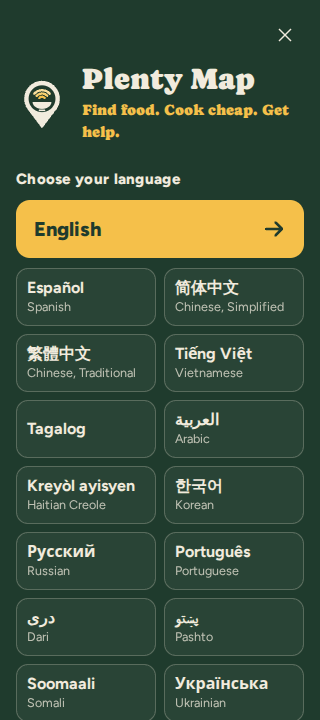 Plenty Map
Find food. Cook cheap. Get
help.
Choose your language
English
Español
Spanish
简体中文
Chinese, Simplified
繁體中文
Chinese, Traditional
Tiếng Việt
Vietnamese
Tagalog
العربية
Arabic
Kreyòl ayisyen
Haitian Creole
한국어
Korean
Русский
Russian
Português
Portuguese
دری
Dari
پښتو
Pashto
Soomaali
Somali
Українська
Ukrainian